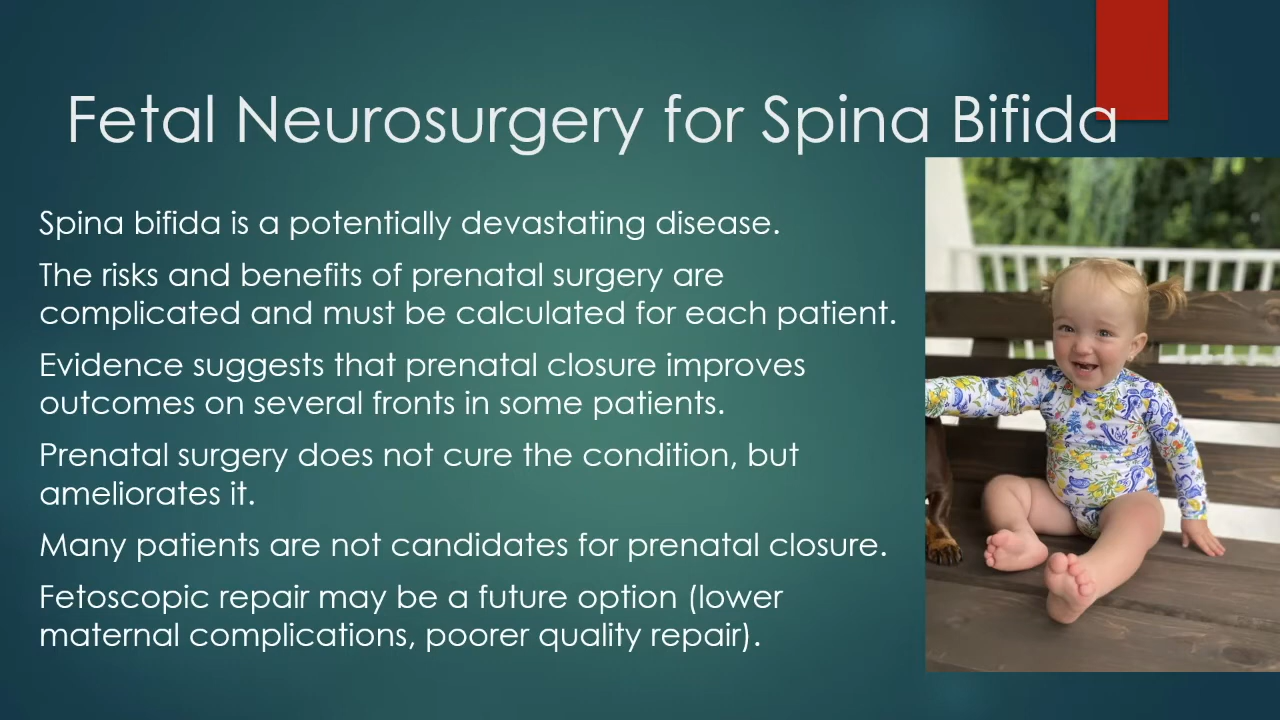 Fetal Neurosurgery for Spina Bifida
Spina bifida is a potentially devastating disease.
The risks and benefits of prenatal surgery are
complicated and must be calculated for each patient.
Evidence suggests that prenatal closure improves
outcomes on several fronts in some patients.
Prenatal surgery does not cure the condition, but
ameliorates it.
Many patients are not candidates for prenatal closure.
Fetoscopic repair may be a future option (lower
maternal complications, poorer quality repair).